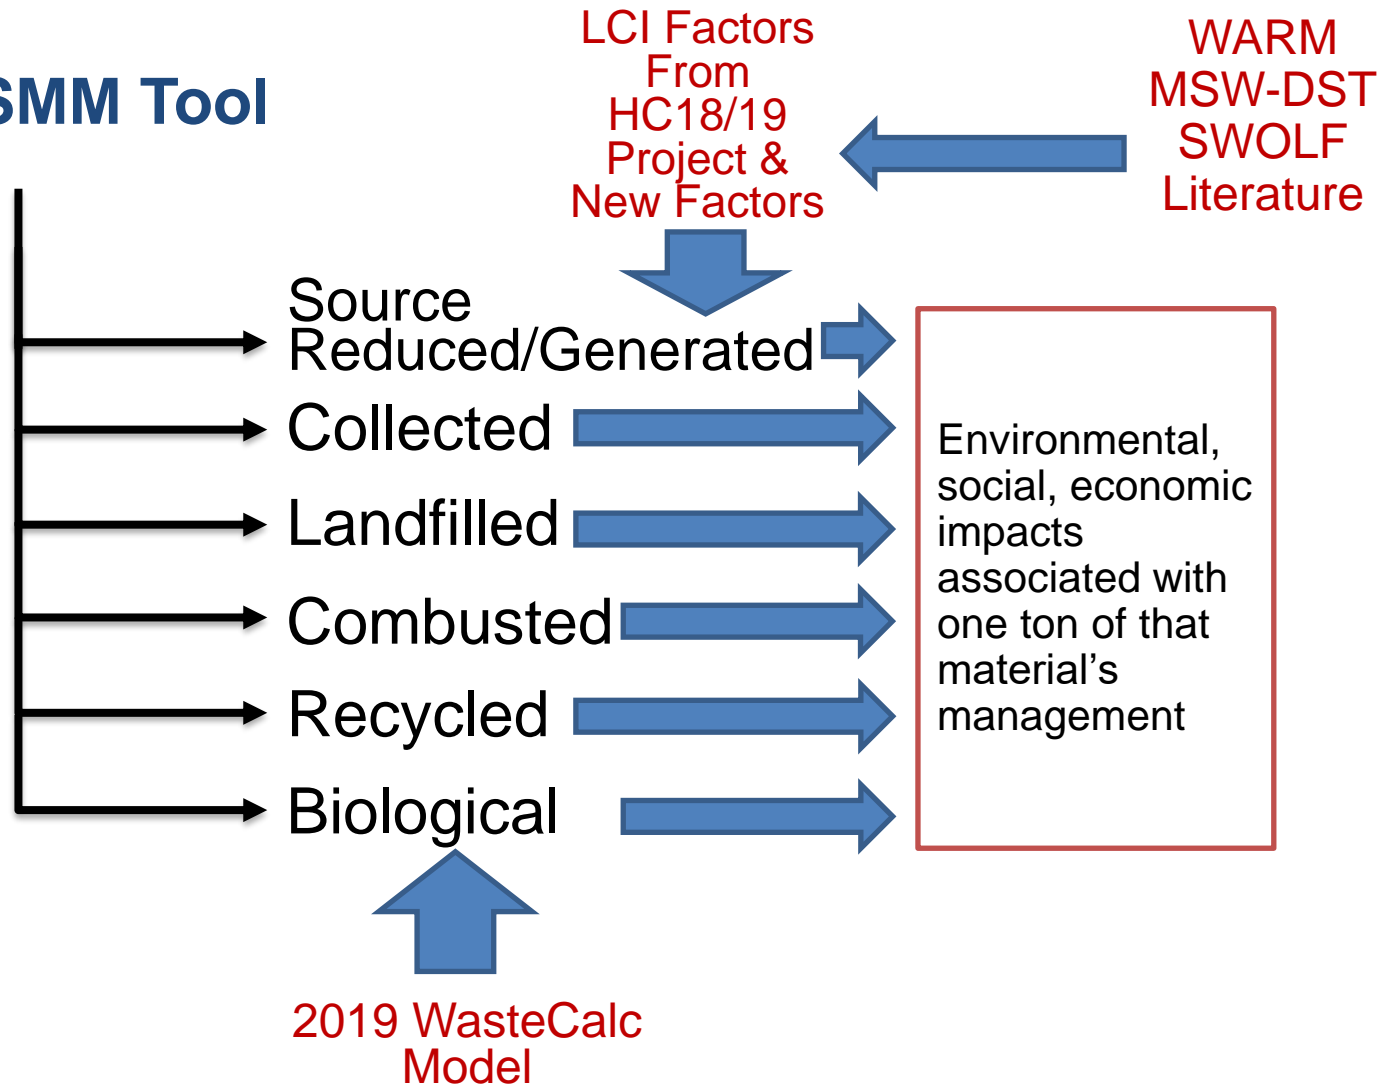 SMM Tool
LCI Factors
From
HC18/19
Project &
New Factors
WARM
MSW-DST
SWOLF
Literature
Source
Reduced/Generated
Collected
Landfilled
Combusted
Recycled
Biological
Environmental,
social, economic
impacts
associated with
one ton of that
material's
management
2019 WasteCalc
Model